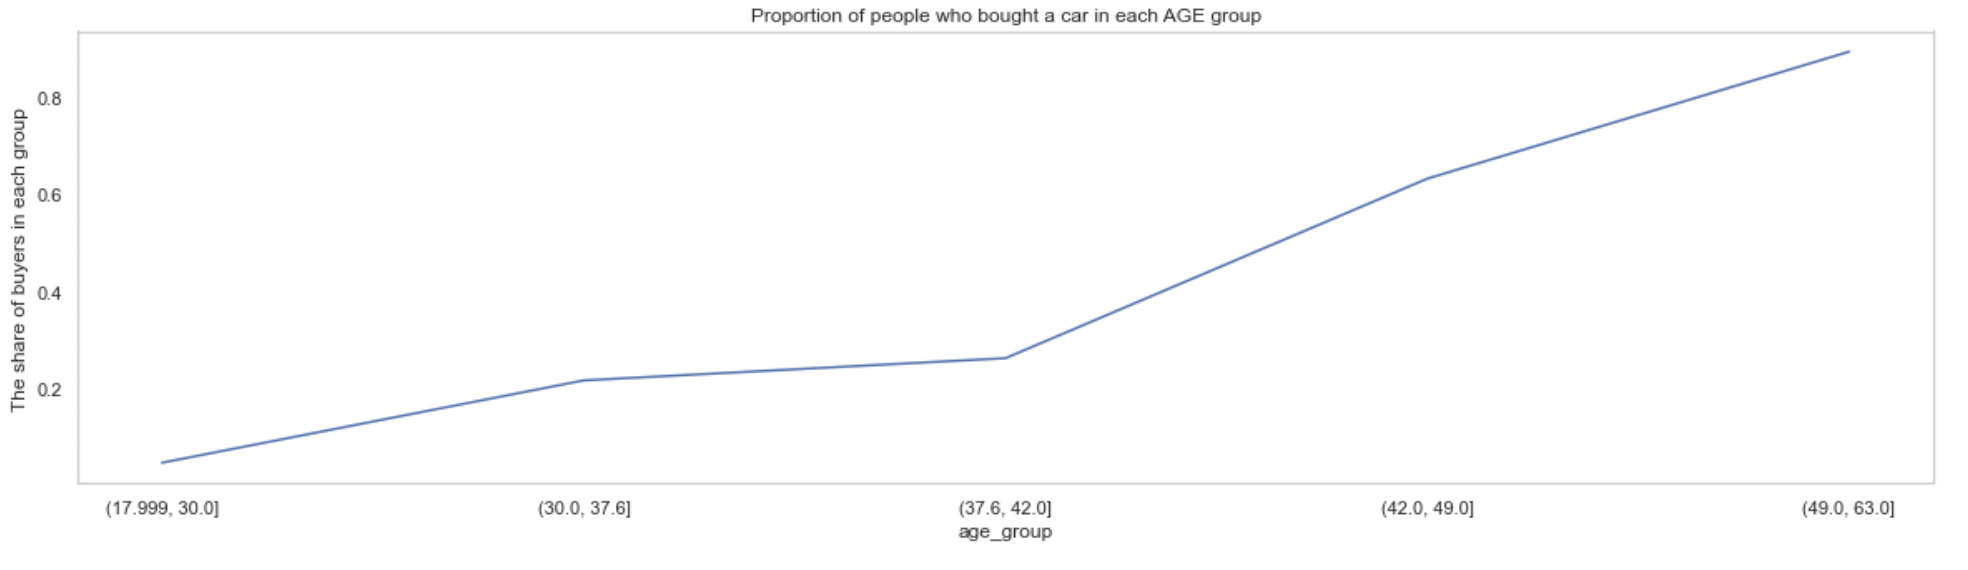 Proportion of people who bought a car in each AGE group
The share of buyers in each group
0.8
0.6
0.4
0.2
(17.999, 30.0] (30.0, 37.6] (37.6, 42.0] (42.0, 49.0] (49.0, 63.0]
age_group